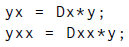 yx = Dx*y;
yxx = Dxx*y;